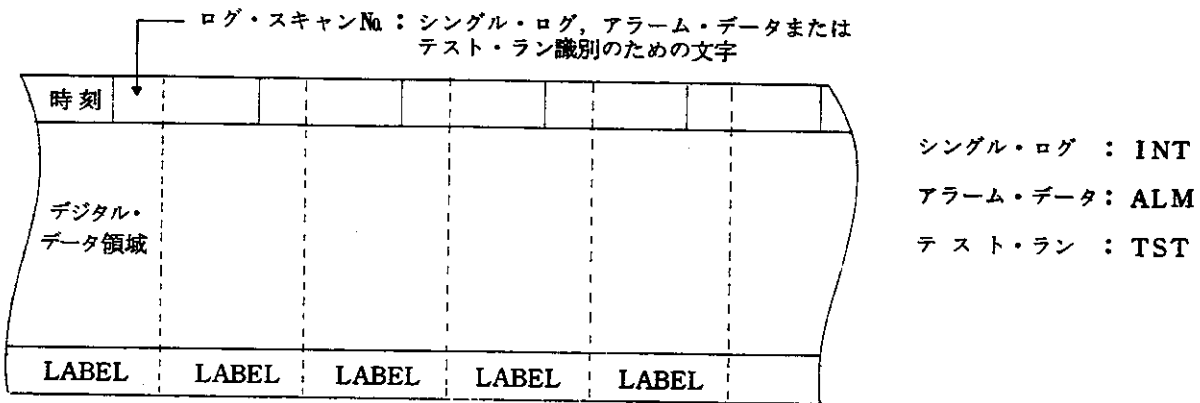 ログ・スキャン№：シングル・ログ，アラーム・データまたは
テスト・ラン識別のための文字
時刻
デジタル・
データ領域
シングル・ログ ：INT
アラーム・データ：ALM
テスト・ラン ：TST
LABEL LABEL LABEL LABEL LABEL